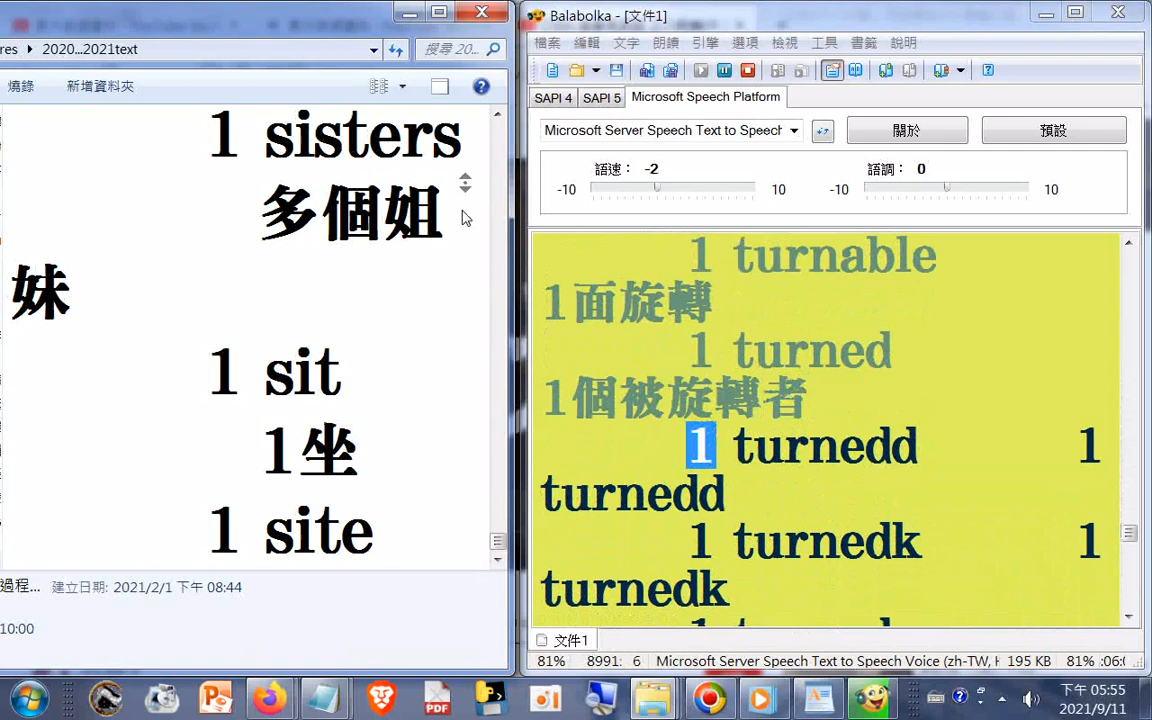 res ▸ 2020...2021text
搜尋 20...
燒錄
新增資料夾
1 sisters
多個姐
妹
1 sit
1坐
1 site
過程... 建立日期: 2021/2/1 下午 08:44
10:00
Balabolka - [文件1]
檔案 編輯 文字 朗讀 引擎 選項 檢視 工具 書籤 說明
SAPI 4 SAPI 5 Microsoft Speech Platform
Microsoft Server Speech Text to Speech
關於
預設
語速： -2
語調： 0
-10 10 -10 10
1 turnable
1面旋轉
1 turned
1個被旋轉者
1 turnedd 1
turnedd
1 turnedk 1
turnedk
文件1
81% 8991: 6 Microsoft Server Speech Text to Speech Voice (zh-TW, 195 KB 81%
PDF
下午 05:55
2021/9/11